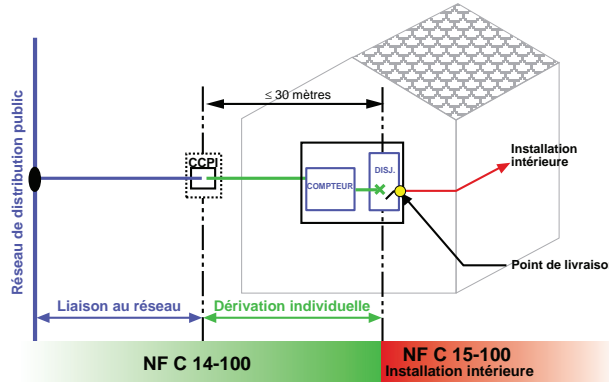 Réseau de distribution public
≤ 30 mètres
CCPI
COMPTEUR
DISJ.
Installation
intérieure
Point de livraison
Liaison au réseau
Dérivation individuelle
NF C 14-100
NF C 15-100
Installation intérieure